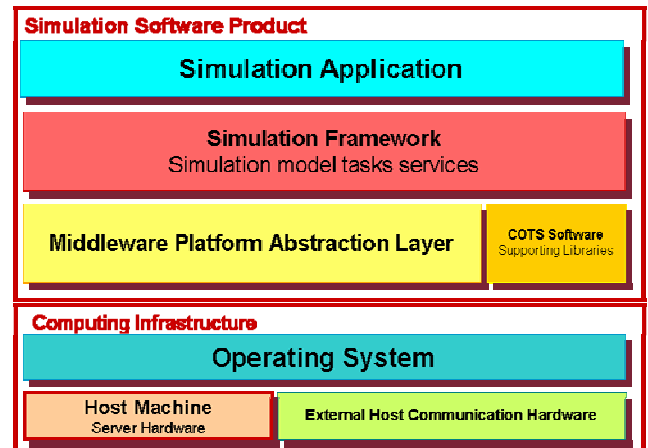 Simulation Software Product
Simulation Application
Simulation Framework
Simulation model tasks services
Middleware Platform Abstraction Layer
COTS Software
Supporting Libraries
Computing Infrastructure
Operating System
Host Machine
Server Hardware
External Host Communication Hardware